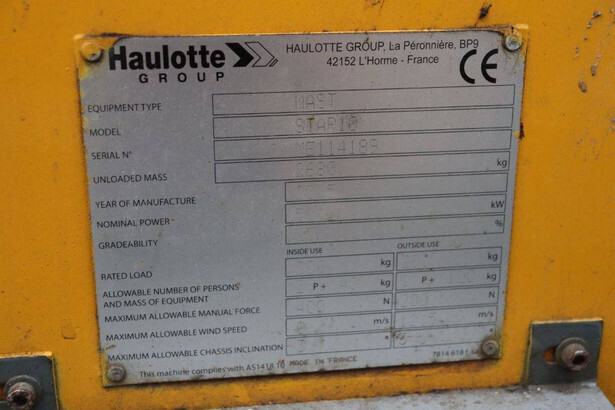 Haulotte
GROUP
HAULOTTE GROUP, La Péronnière, BP9
42152 L'Horme - France
CE
EQUIPMENT TYPE MAST
MODEL STAR10
SERIAL N° ME114189
UNLOADED MASS 2630 kg
YEAR OF MANUFACTURE
NOMINAL POWER kW
GRADEABILITY %
INSIDE USE OUTSIDE USE
RATED LOAD kg kg
ALLOWABLE NUMBER OF PERSONS
AND MASS OF EQUIPMENT P+ kg P+ kg
MAXIMUM ALLOWABLE MANUAL FORCE 400 N N
MAXIMUM ALLOWABLE WIND SPEED m/s m/s
MAXIMUM ALLOWABLE CHASSIS INCLINATION
This machine complies with AS1418.10 MADE IN FRANCE